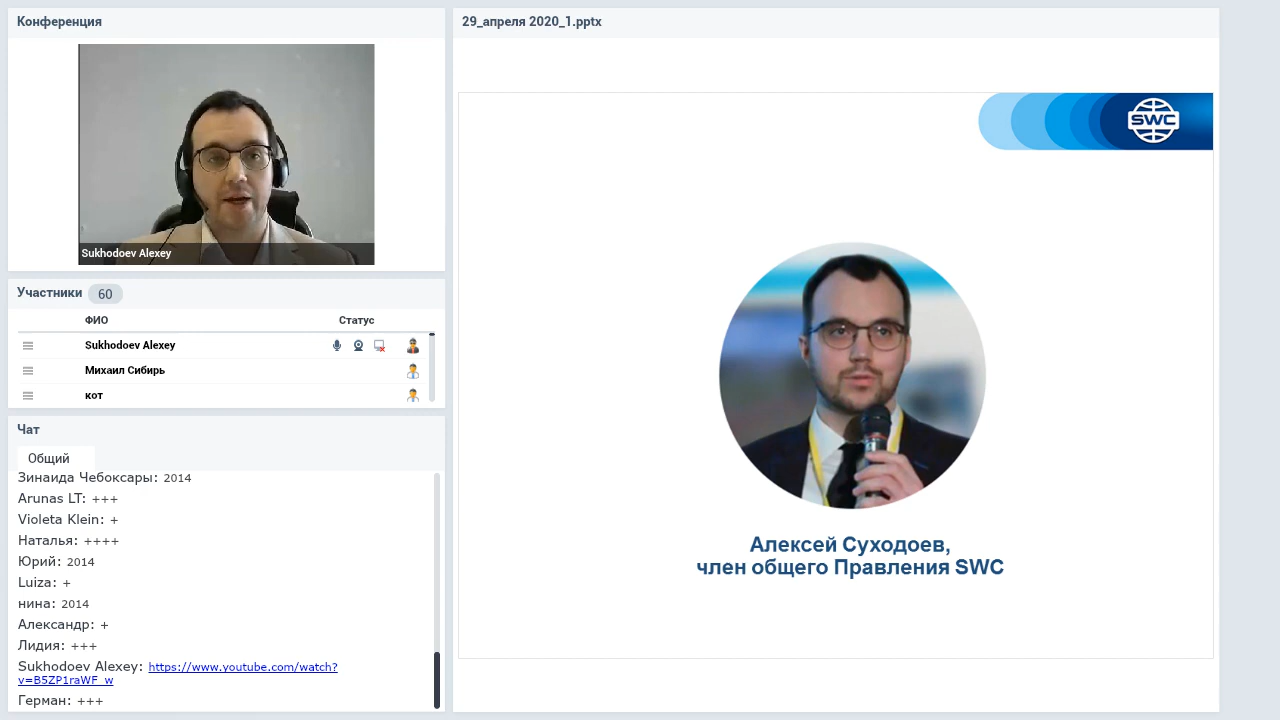 Конференция
Sukhodoev Alexey
Участники 60
ФИО Статус
Sukhodoev Alexey
Михаил Сибирь
кот
Чат
Общий
Зинаида Чебоксары: 2014
Arunas LT: +++
Violeta Klein: +
Наталья: ++++
Юрий: 2014
Luiza: +
нина: 2014
Александр: +
Лидия: +++
Sukhodoev Alexey: https://www.youtube.com/watch?
v=B5ZP1raWF_w
Герман: +++
29_апреля 2020_1.pptx
SWC
Алексей Суходоев,
член общего Правления SWC